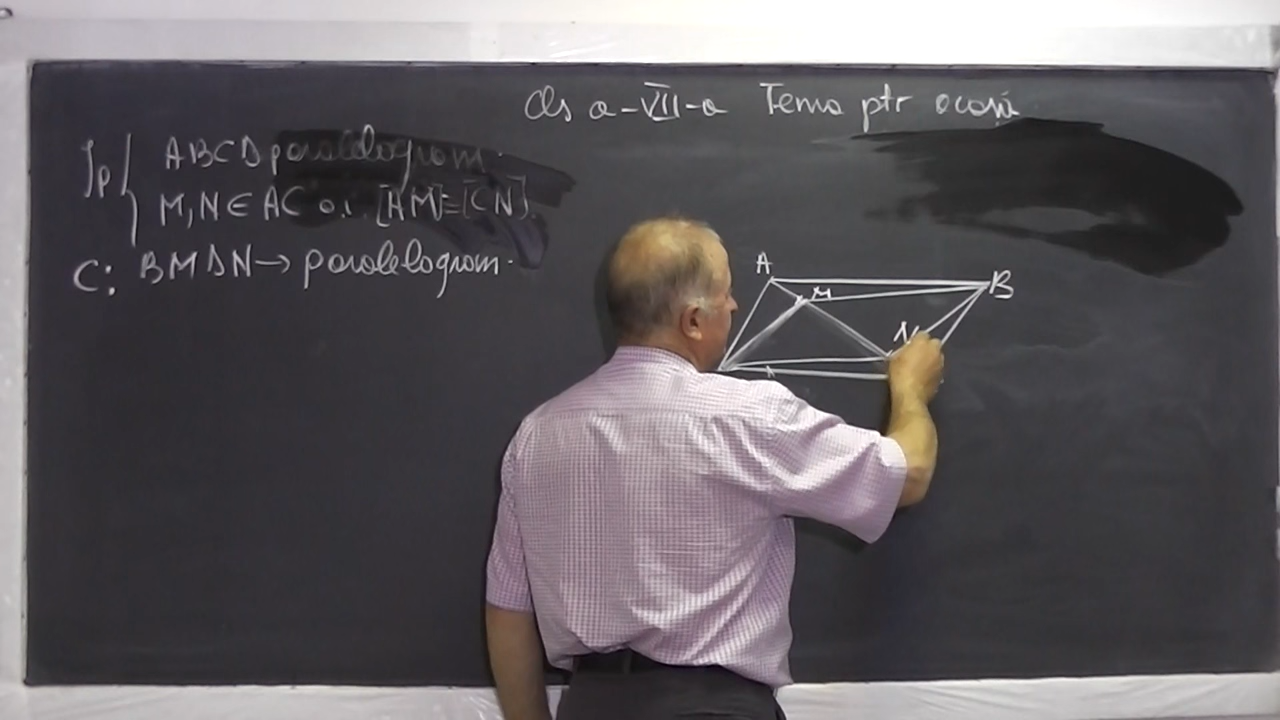 Cls a-VII-a Tema ptr acasă
Ip { ABCD paralelogram.
M,N ∈ AC a.î. [AM]≡[CN]
C: BMDN → paralelogram.
A
M
B
N